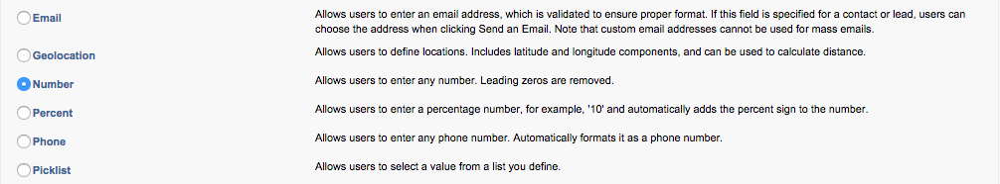 Email
Allows users to enter an email address, which is validated to ensure proper format. If this field is specified for a contact or lead, users can
choose the address when clicking Send an Email. Note that custom email addresses cannot be used for mass emails.
Geolocation
Allows users to define locations. Includes latitude and longitude components, and can be used to calculate distance.
Number
Allows users to enter any number. Leading zeros are removed.
Percent
Allows users to enter a percentage number, for example, '10' and automatically adds the percent sign to the number.
Phone
Allows users to enter any phone number. Automatically formats it as a phone number.
Picklist
Allows users to select a value from a list you define.